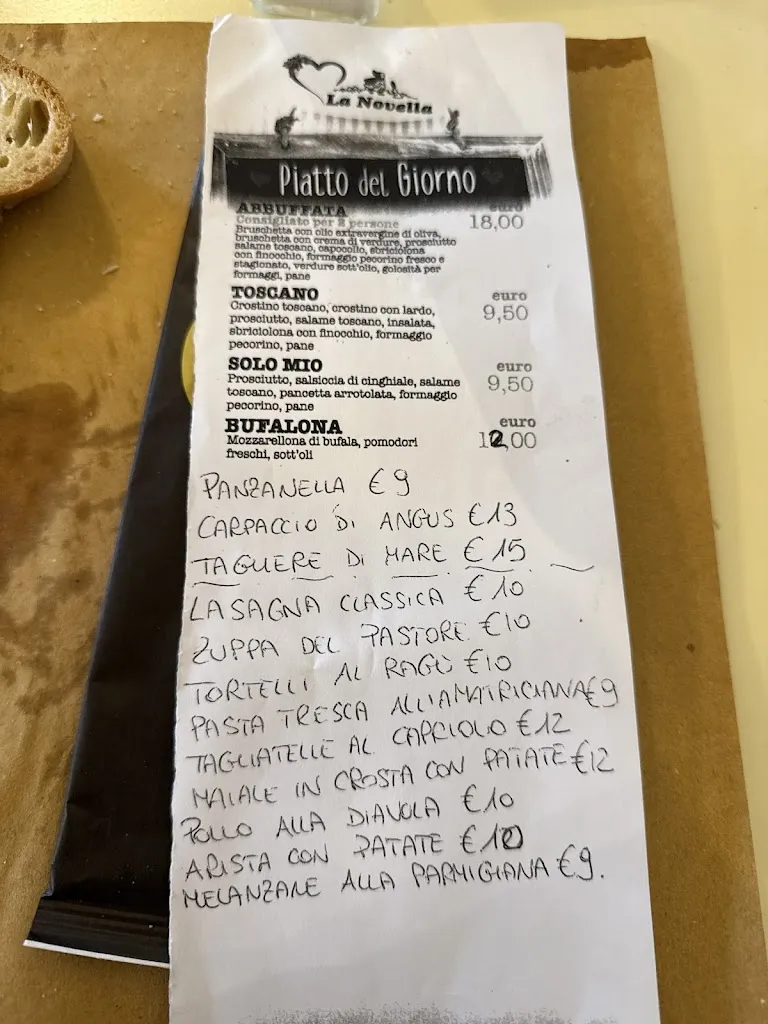 La Novella
Piatto del Giorno
ABBUFFATA euro
Consigliato per 2 persone 18,00
Bruschetta con olio extravergine di oliva,
bruschetta con crema di verdure, prosciutto
salame toscano, capocollo, sbriciolona
con finocchio, formaggio pecorino fresco e
stagionato, verdure sott'olio, golosità per
formaggi, pane
TOSCANO euro
Crostino toscano, crostino con lardo, 9,50
prosciutto, salame toscano, insalata,
sbriciolona con finocchio, formaggio
pecorino, pane
SOLO MIO euro
Prosciutto, salsiccia di cinghiale, salame 9,50
toscano, pancetta arrotolata, formaggio
pecorino, pane
BUFALONA euro
Mozzarellona di bufala, pomodori 12,00
freschi, sott'oli
PANZANELLA €9
CARPACCIO DI ANGUS €13
TAGLIERE DI MARE €15
LASAGNA CLASSICA €10
ZUPPA DEL PASTORE €10
TORTELLI AL RAGÙ €10
PASTA FRESCA ALL'AMATRICIANA €9
TAGLIATELLE AL CAPRIOLO €12
MAIALE IN CROSTA CON PATATE €12
POLLO ALLA DIAVOLA €10
ARISTA CON PATATE €10
MELANZANE ALLA PARMIGIANA €9.